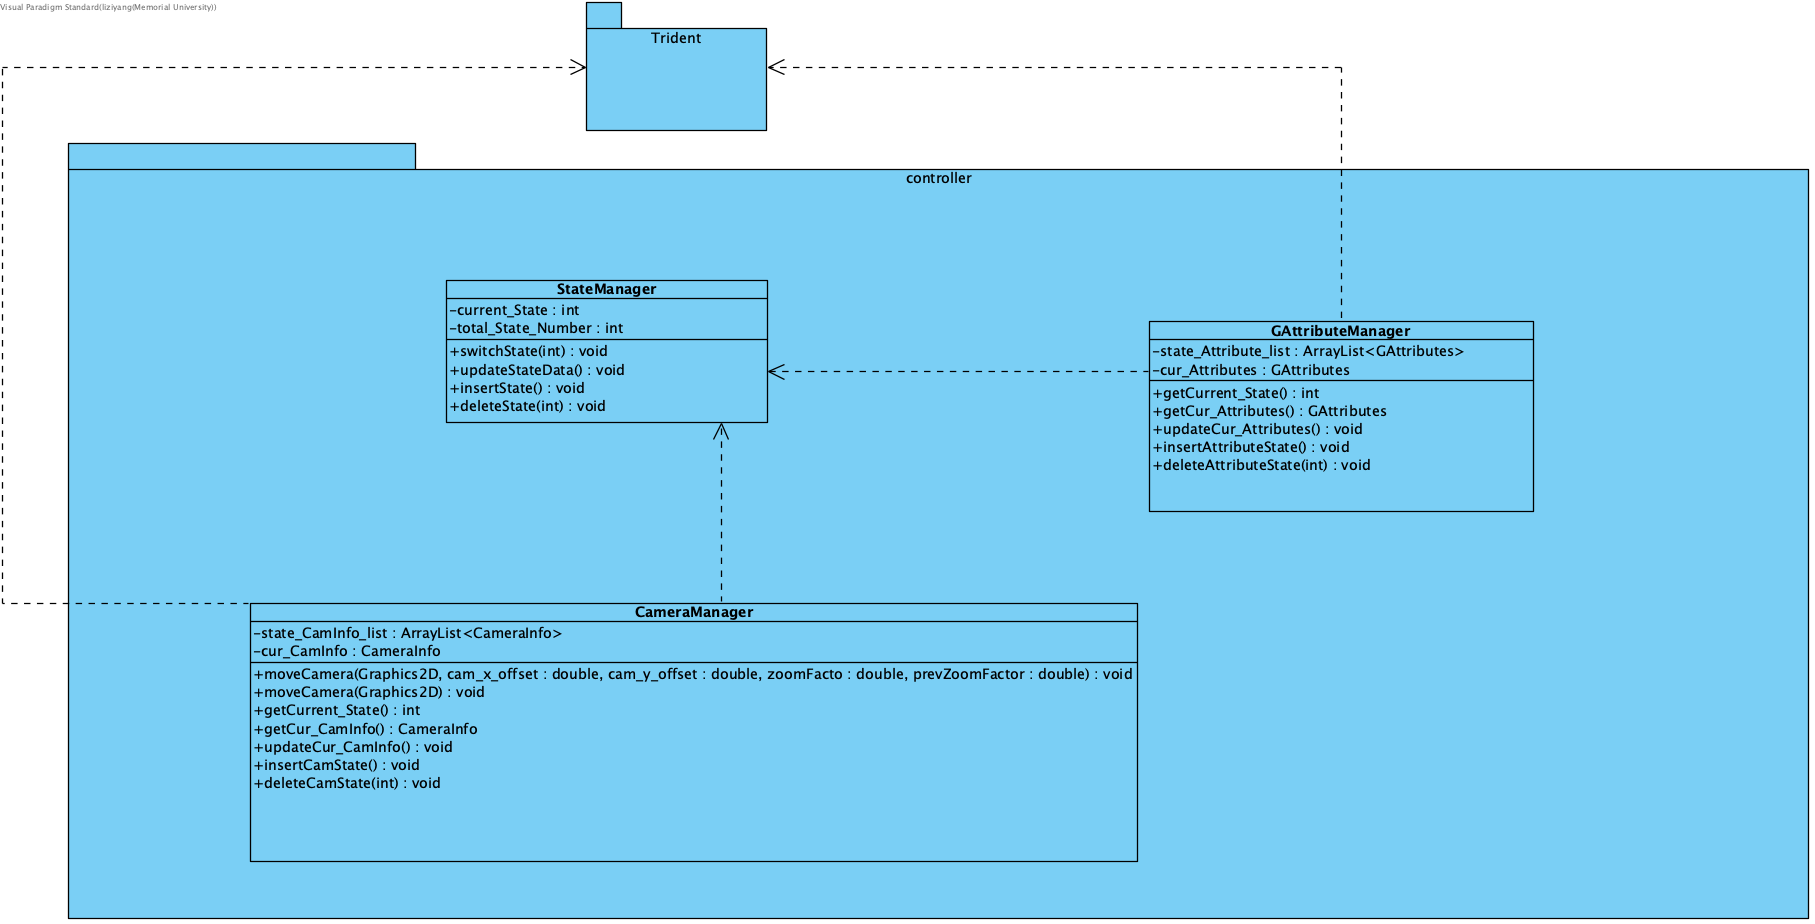 Visual Paradigm Standard(liziyang(Memorial University))
Trident
controller
StateManager
-current_State : int
-total_State_Number : int
+switchState(int) : void
+updateStateData() : void
+insertState() : void
+deleteState(int) : void
GAttributeManager
-state_Attribute_list : ArrayList<GAttributes>
-cur_Attributes : GAttributes
+getCurrent_State() : int
+getCur_Attributes() : GAttributes
+updateCur_Attributes() : void
+insertAttributeState() : void
+deleteAttributeState(int) : void
CameraManager
-state_CamInfo_list : ArrayList<CameraInfo>
-cur_CamInfo : CameraInfo
+moveCamera(Graphics2D, cam_x_offset : double, cam_y_offset : double, zoomFacto : double, prevZoomFactor : double) : void
+moveCamera(Graphics2D) : void
+getCurrent_State() : int
+getCur_CamInfo() : CameraInfo
+updateCur_CamInfo() : void
+insertCamState() : void
+deleteCamState(int) : void